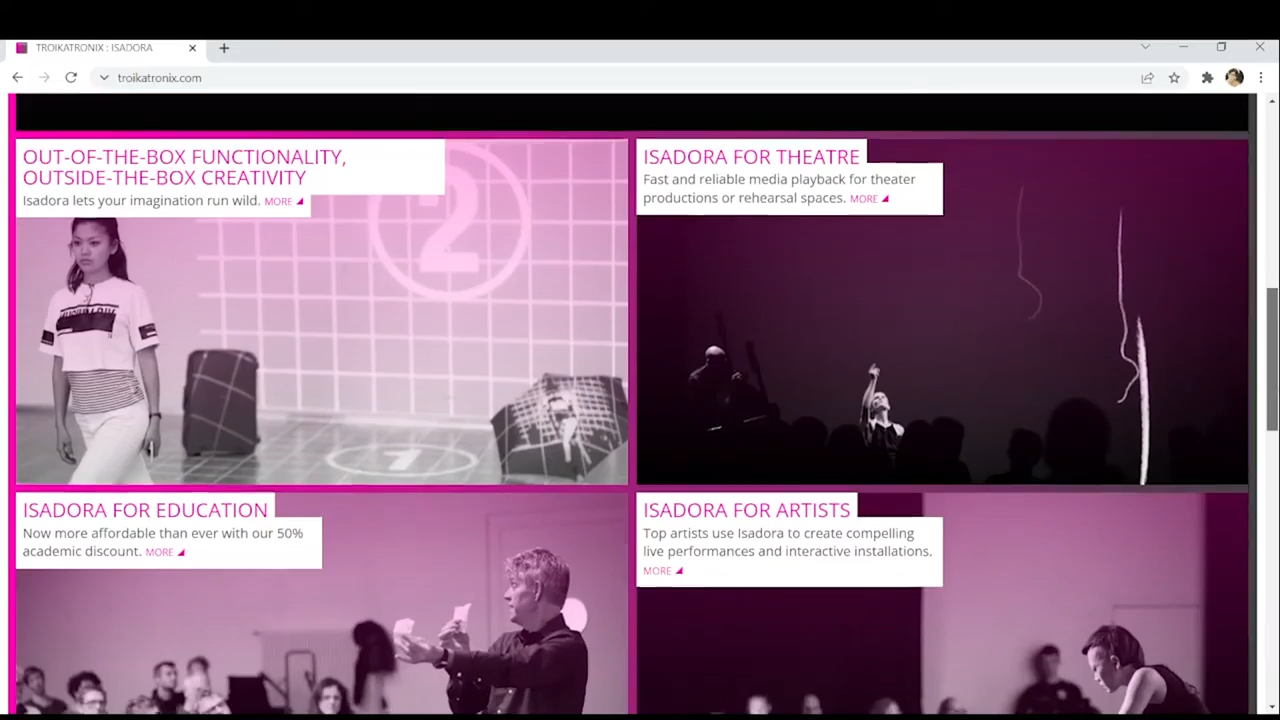 TROIKATRONIX : ISADORA
troikatronix.com
OUT-OF-THE-BOX FUNCTIONALITY,
OUTSIDE-THE-BOX CREATIVITY
Isadora lets your imagination run wild. MORE
2
1
ISADORA FOR THEATRE
Fast and reliable media playback for theater
productions or rehearsal spaces. MORE
ISADORA FOR EDUCATION
Now more affordable than ever with our 50%
academic discount. MORE
ISADORA FOR ARTISTS
Top artists use Isadora to create compelling
live performances and interactive installations.
MORE